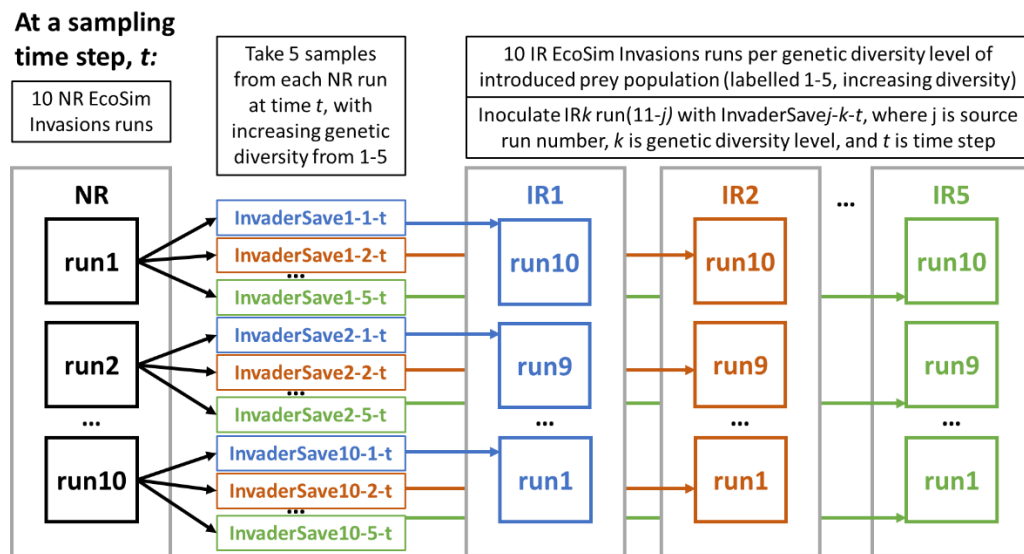 At a sampling
time step, t:
10 NR EcoSim
Invasions runs
Take 5 samples
from each NR run
at time t, with
increasing genetic
diversity from 1-5
10 IR EcoSim Invasions runs per genetic diversity level of
introduced prey population (labelled 1-5, increasing diversity)
Inoculate IRk run(11-j) with InvaderSavej-k-t, where j is source
run number, k is genetic diversity level, and t is time step
NR
run1
run2
...
run10
InvaderSave1-1-t
InvaderSave1-2-t
...
InvaderSave1-5-t
InvaderSave2-1-t
InvaderSave2-2-t
...
InvaderSave2-5-t
InvaderSave10-1-t
InvaderSave10-2-t
...
InvaderSave10-5-t
IR1
run10
run9
...
run1
IR2
run10
run9
...
run1
...
IR5
run10
run9
...
run1